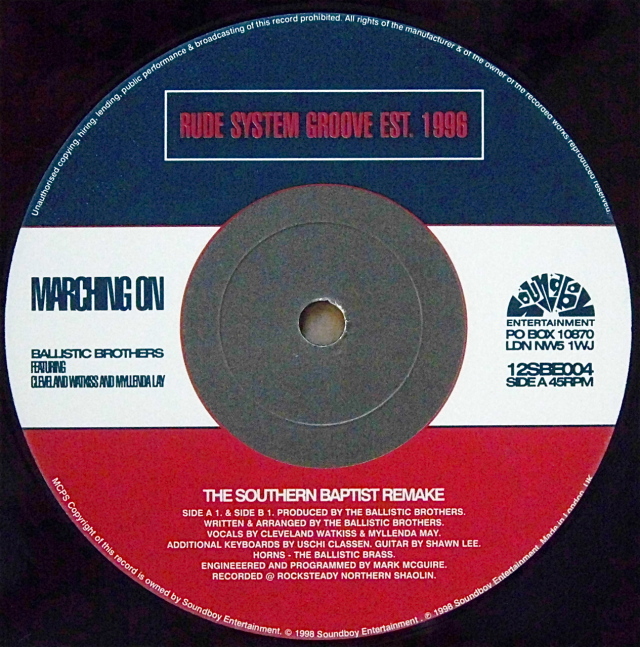 Unauthorised copying, hiring, lending, public performance & broadcasting of this record prohibited. All rights of the manufacturer & of the owner of the recorded works reproduced reserved
RUDE SYSTEM GROOVE EST. 1996
MARCHING ON
BALLISTIC BROTHERS
FEATURING
CLEVELAND WATKISS AND MYLLENDA LAY
SOUNDBOY
ENTERTAINMENT
PO BOX 10870
LDN NW5 1WJ
12SBE004
SIDE A 45RPM
THE SOUTHERN BAPTIST REMAKE
SIDE A 1. & SIDE B 1. PRODUCED BY THE BALLISTIC BROTHERS.
WRITTEN & ARRANGED BY THE BALLISTIC BROTHERS.
VOCALS BY CLEVELAND WATKISS & MYLLENDA MAY.
ADDITIONAL KEYBOARDS BY USCHI CLASSEN. GUITAR BY SHAWN LEE.
HORNS - THE BALLISTIC BRASS.
ENGINEEERED AND PROGRAMMED BY MARK MCGUIRE.
RECORDED @ ROCKSTEADY NORTHERN SHAOLIN.
MCPS Copyright of this record is owned by Soundboy Entertainment. © 1998 Soundboy Entertainment. ℗ 1998 Soundboy Entertainment. Made in London, UK